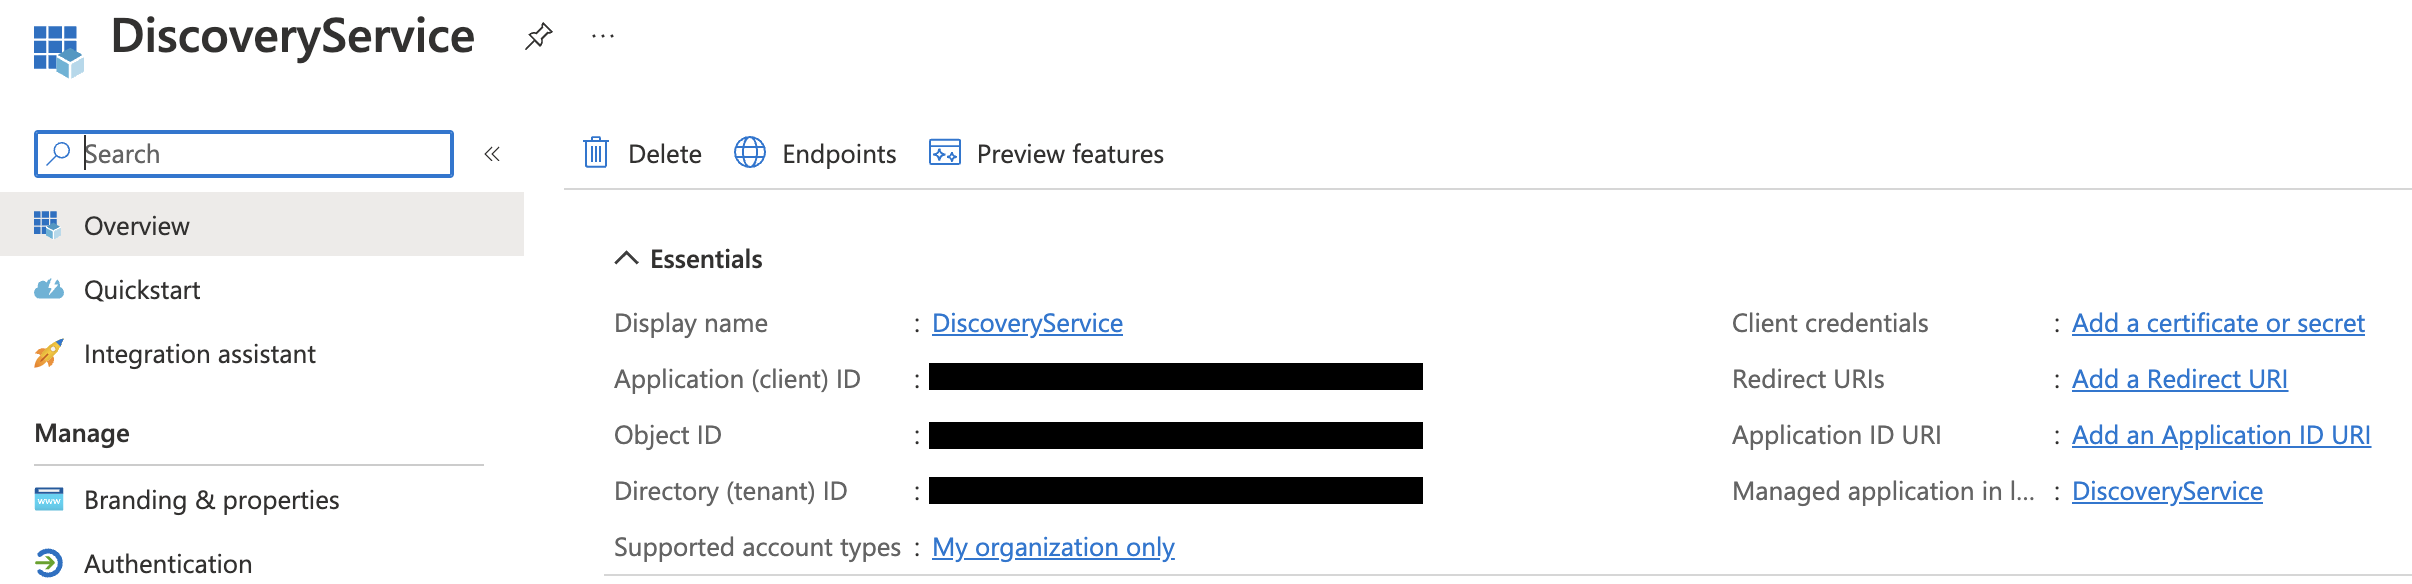 DiscoveryService ...
Search «
Delete Endpoints Preview features
Overview
Quickstart
Integration assistant
Manage
Branding & properties
Authentication
Essentials
Display name : DiscoveryService
Application (client) ID :
Object ID :
Directory (tenant) ID :
Supported account types : My organization only
Client credentials : Add a certificate or secret
Redirect URIs : Add a Redirect URI
Application ID URI : Add an Application ID URI
Managed application in l... : DiscoveryService